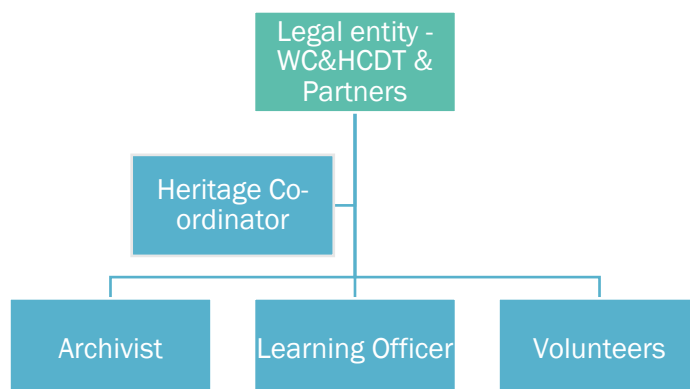 Legal entity -
WC&HCDT &
Partners
Heritage Co-
ordinator
Archivist
Learning Officer
Volunteers